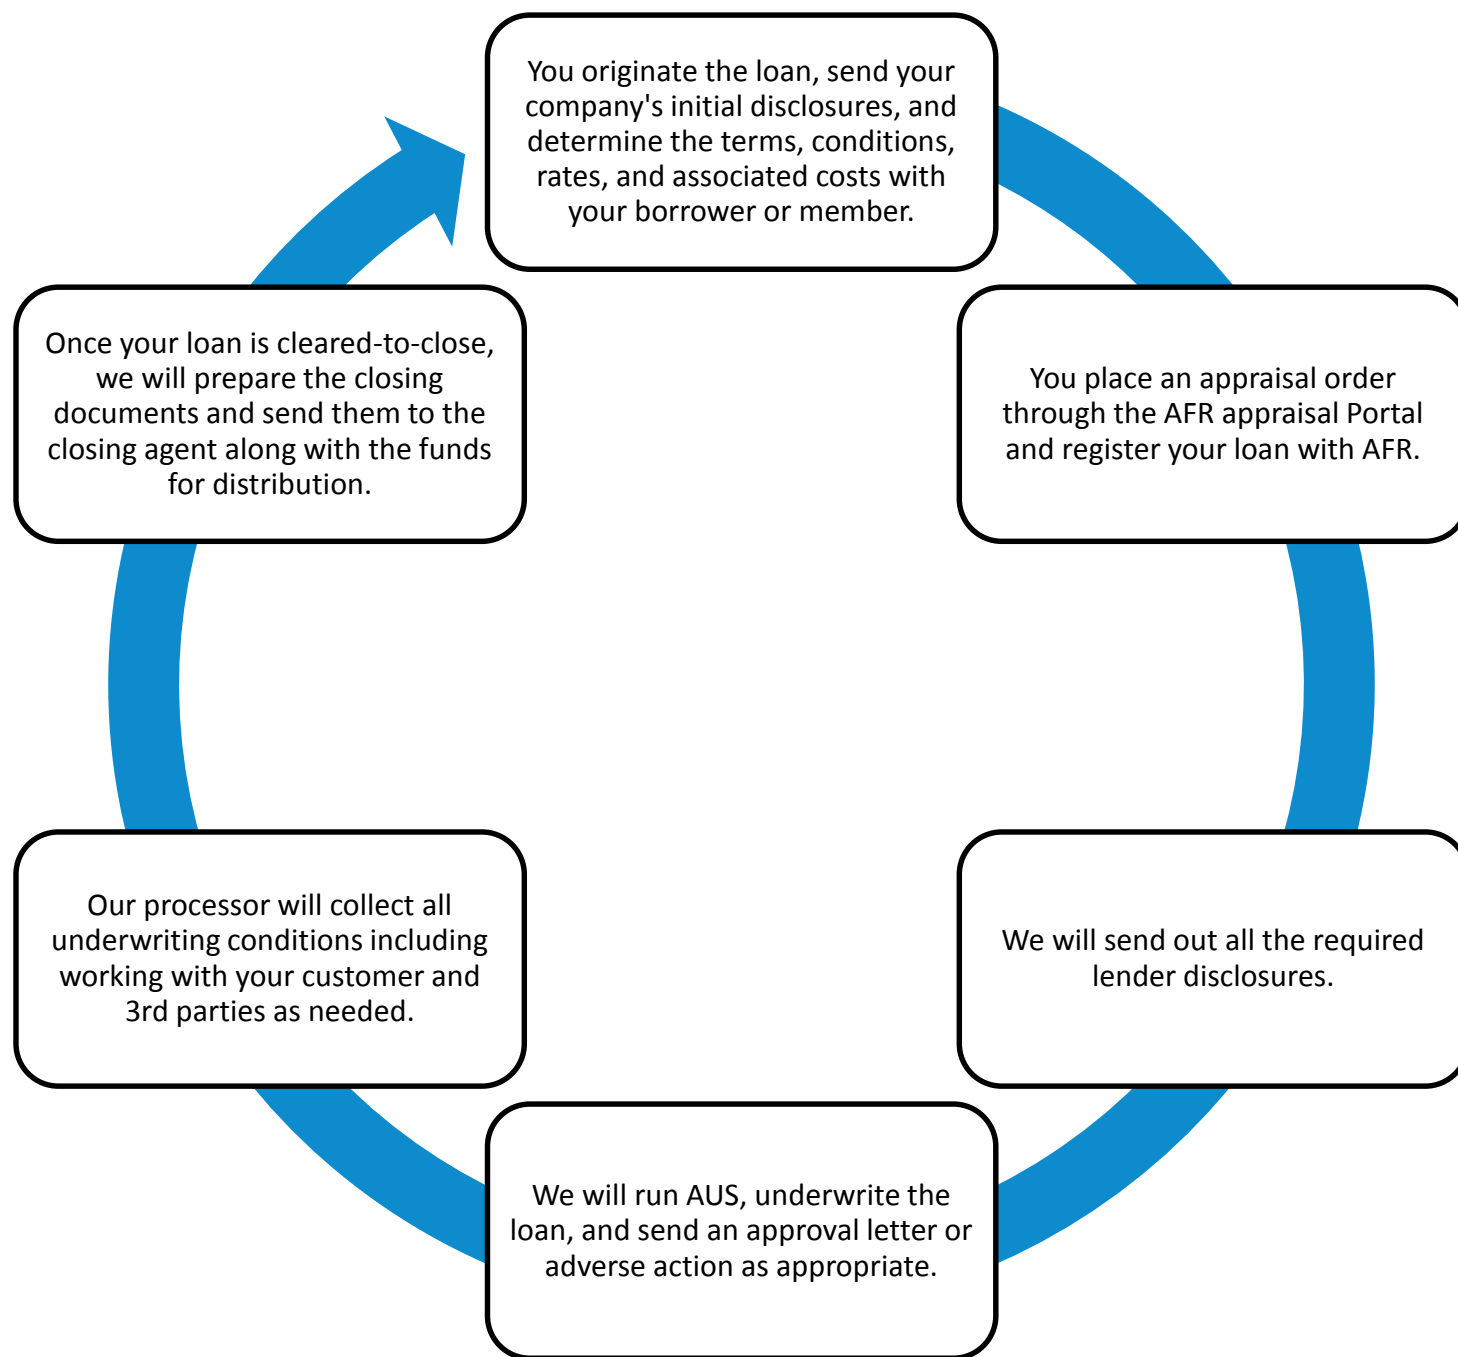 You originate the loan, send your
company's initial disclosures, and
determine the terms, conditions,
rates, and associated costs with
your borrower or member.
You place an appraisal order
through the AFR appraisal Portal
and register your loan with AFR.
We will send out all the required
lender disclosures.
We will run AUS, underwrite the
loan, and send an approval letter or
adverse action as appropriate.
Our processor will collect all
underwriting conditions including
working with your customer and
3rd parties as needed.
Once your loan is cleared-to-close,
we will prepare the closing
documents and send them to the
closing agent along with the funds
for distribution.